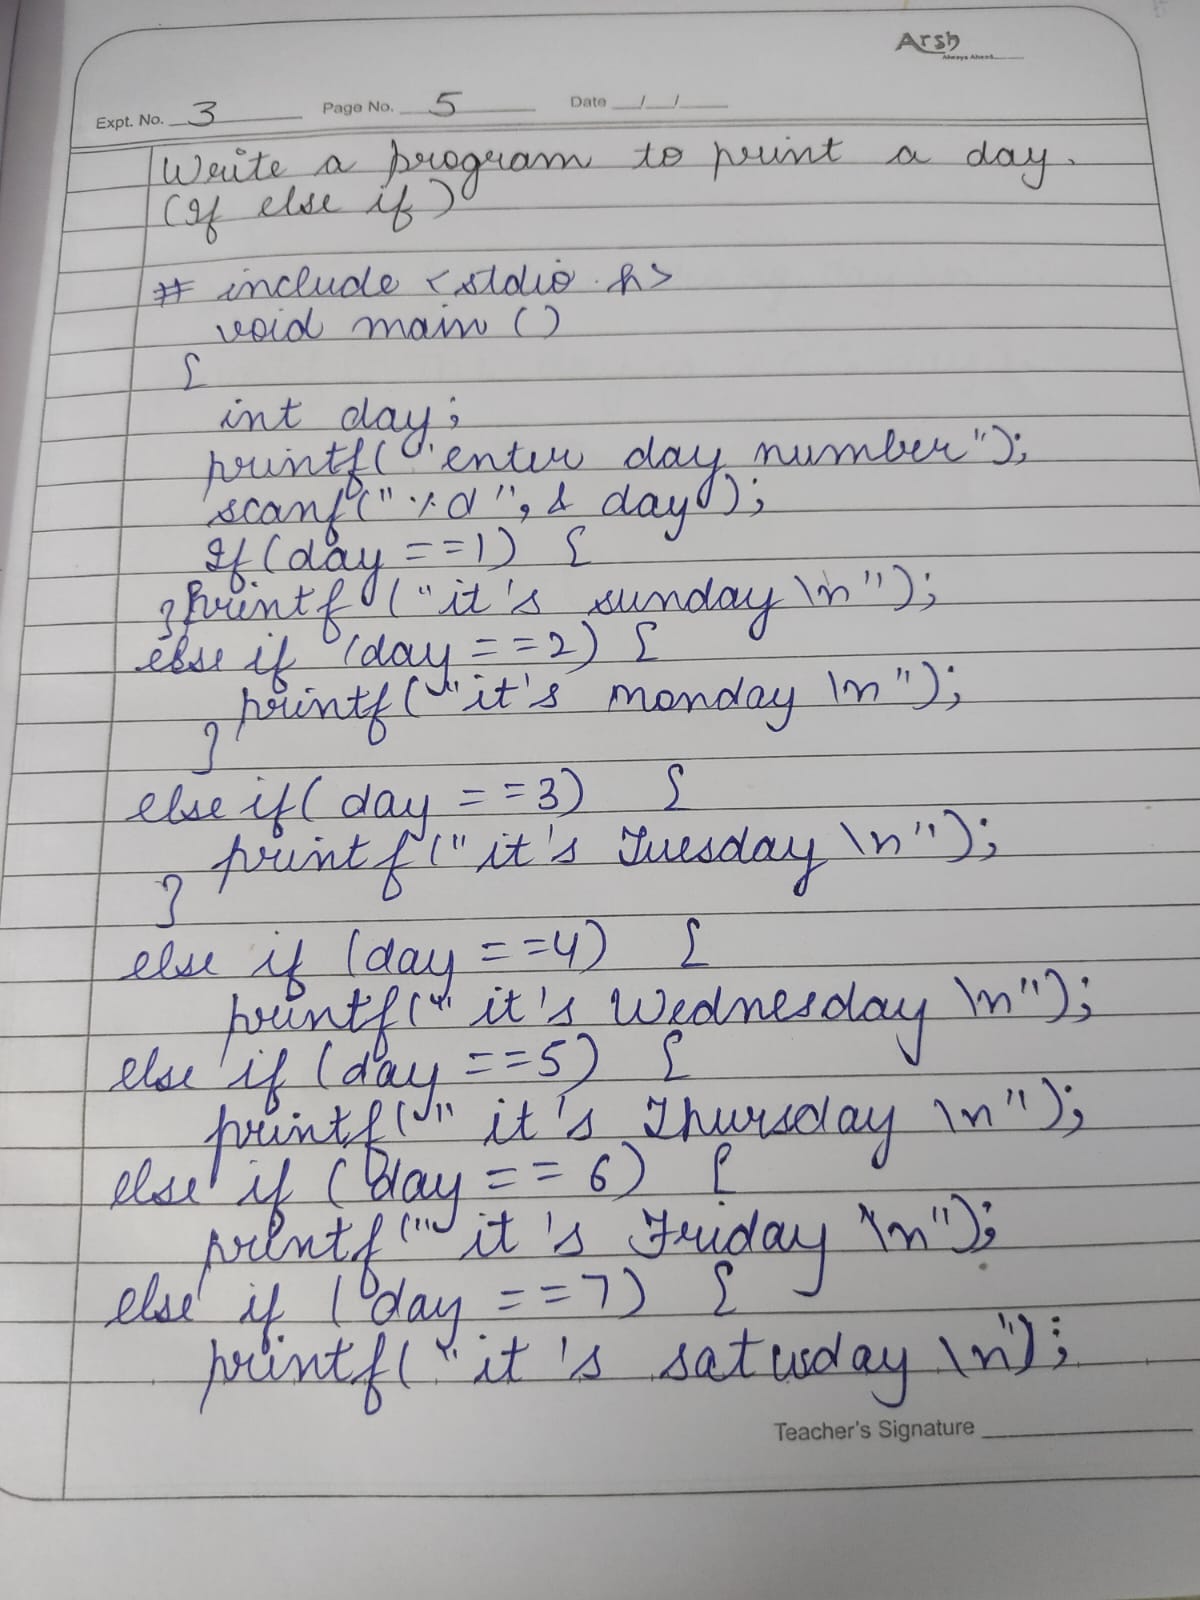 Arsh
Always Ahead......
Expt. No. 3 Page No. 5 Date / /
Write a program to print a day.
(If else if)
# include <stdio.h>
void main ()
{
int day;
printf("enter day number");
scanf("%d", & day);
If (day ==1) {
}printf ("it's sunday \n");
else if (day ==2) {
printf("it's monday \n");
}
else if( day ==3) {
printf("it's Tuesday \n");
}
else if (day ==4) {
printf(" it's Wednesday \n");
else if (day ==5) {
printf(" it's Thursday \n");
else if (day == 6) {
printf(" it's Friday \n");
else if (day ==7) {
printf("it's saturday \n");
Teacher's Signature